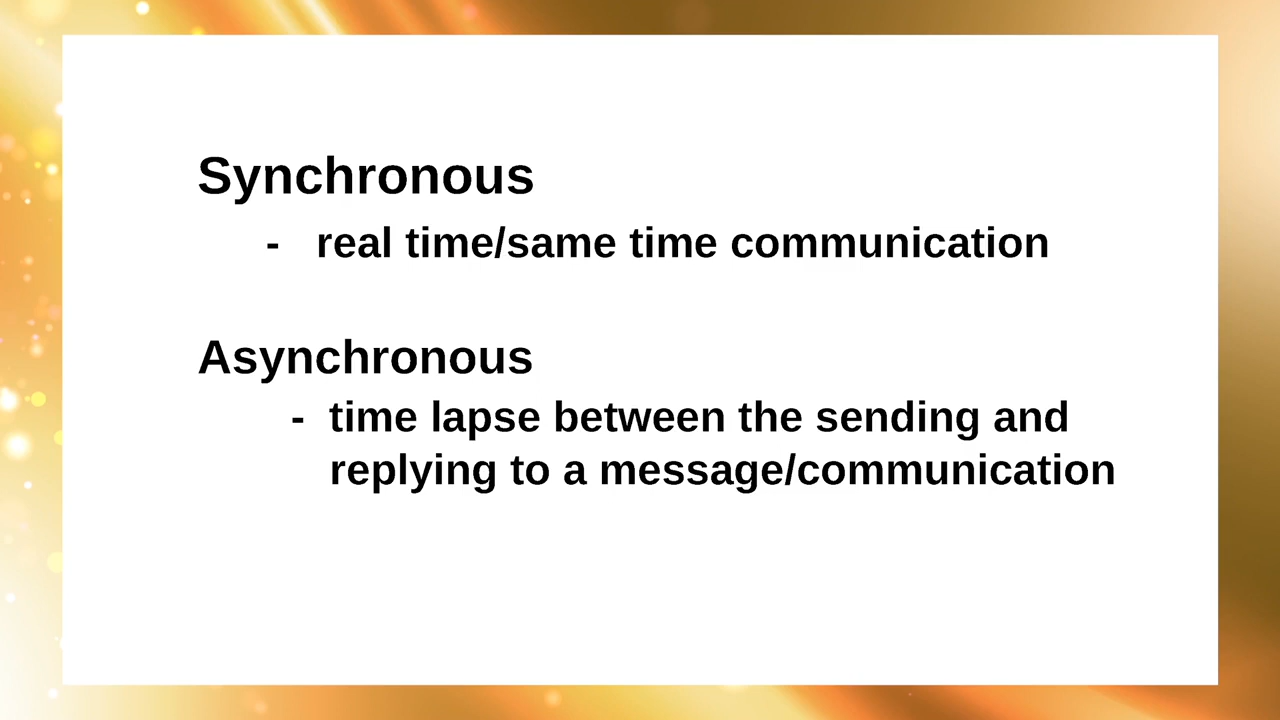 Synchronous
- real time/same time communication
Asynchronous
- time lapse between the sending and
replying to a message/communication